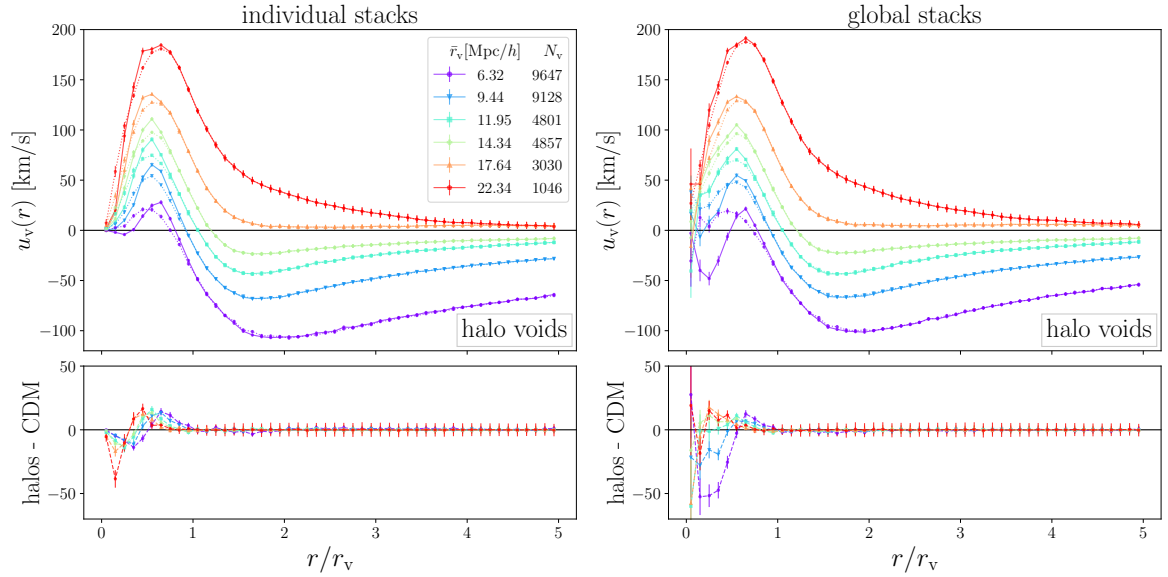 individual stacks
global stacks
200
150
100
50
0
−50
−100
u_v(r) [km/s]
r̄_v[Mpc/h] N_v
6.32 9647
9.44 9128
11.95 4801
14.34 4857
17.64 3030
22.34 1046
halo voids
200
150
100
50
0
−50
−100
u_v(r) [km/s]
halo voids
50
0
−50
halos - CDM
0 1 2 3 4 5
r/r_v
50
0
−50
halos - CDM
0 1 2 3 4 5
r/r_v